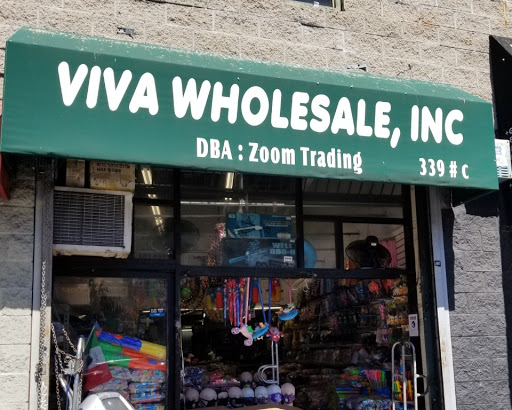 VIVA WHOLESALE, INC
DBA : Zoom Trading 339 # c